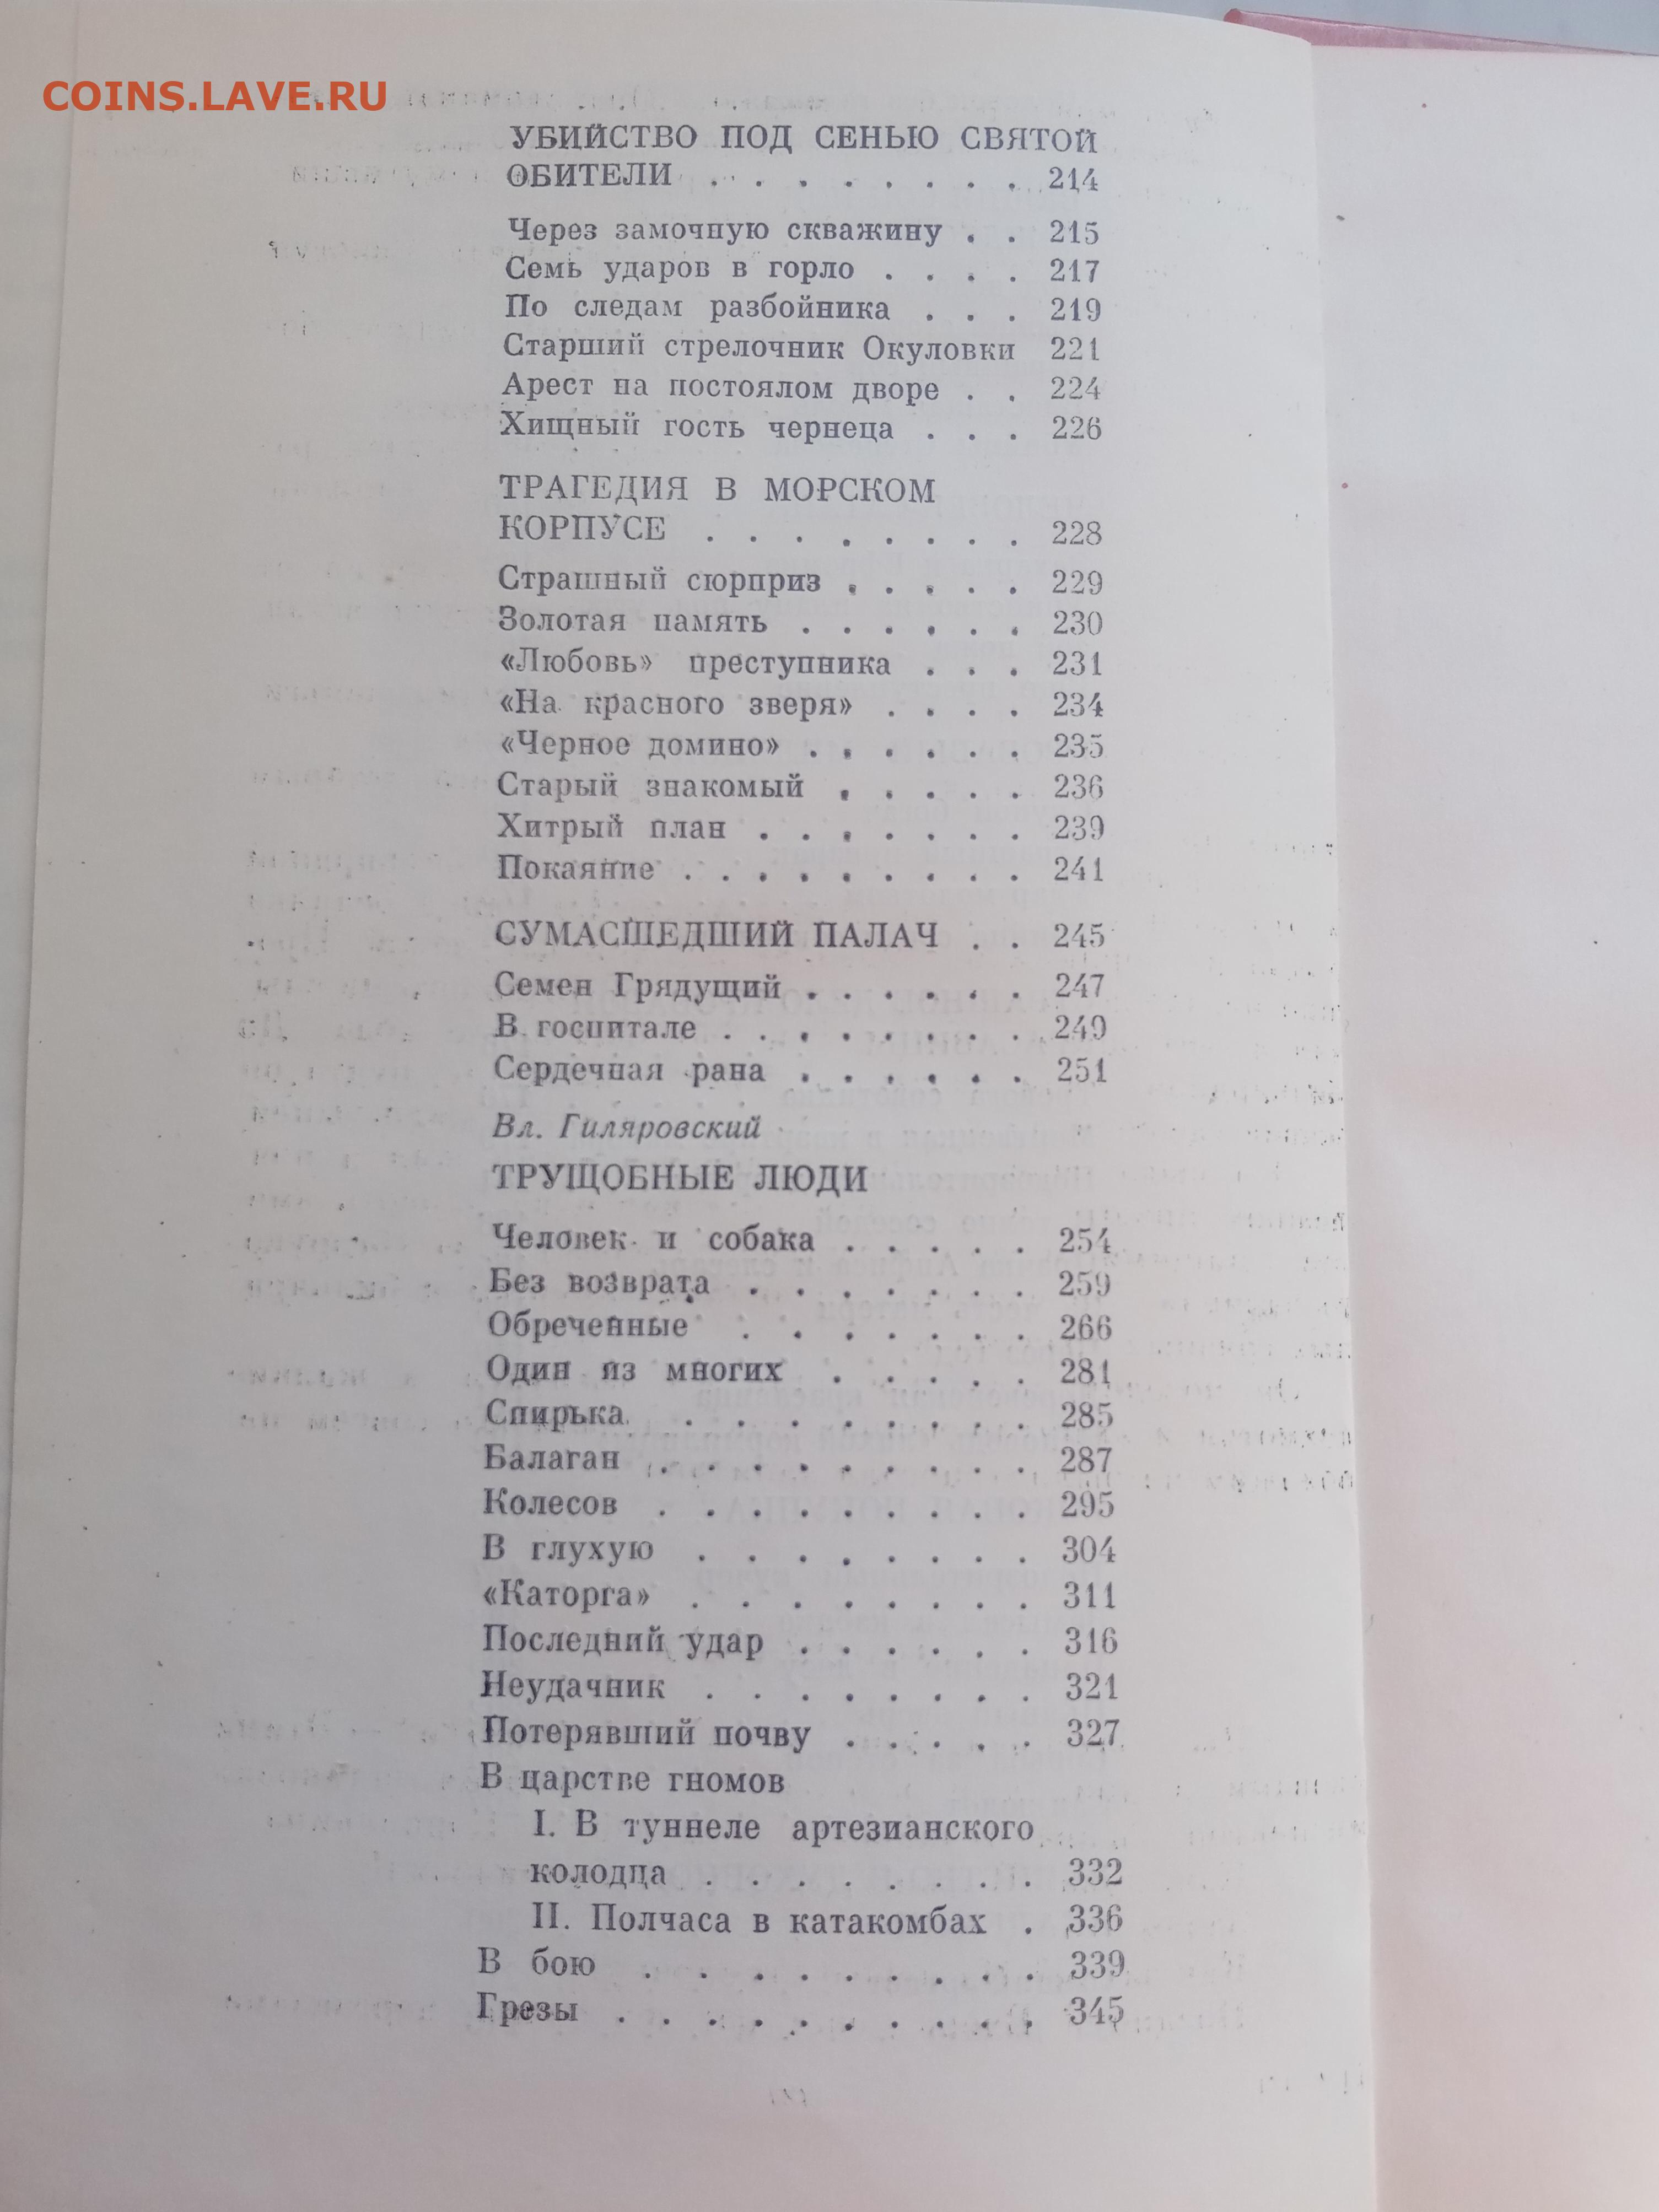 COINS.LAVE.RU
УБИЙСТВО ПОД СЕНЬЮ СВЯТОЙ
ОБИТЕЛИ . . . . . . . . 214
Через замочную скважину . . 215
Семь ударов в горло . . . . 217
По следам разбойника . . . 219
Старший стрелочник Окуловки 221
Арест на постоялом дворе . . 224
Хищный гость чернеца . . . 226
ТРАГЕДИЯ В МОРСКОМ
КОРПУСЕ . . . . . . . . 228
Страшный сюрприз . . . . . 229
Золотая память . . . . . . 230
«Любовь» преступника . . . 231
«На красного зверя» . . . . 234
«Черное домино» . . . . . . 235
Старый знакомый . . . . . 236
Хитрый план . . . . . . . 239
Покаяние . . . . . . . . . 241
СУМАСШЕДШИЙ ПАЛАЧ . . 245
Семен Грядущий . . . . . . 247
В госпитале . . . . . . . . 249
Сердечная рана . . . . . . 251
Вл. Гиляровский
ТРУЩОБНЫЕ ЛЮДИ
Человек и собака . . . . . 254
Без возврата . . . . . . . 259
Обреченные . . . . . . . 266
Один из многих . . . . . 281
Спирька . . . . . . . . 285
Балаган . . . . . . . . . 287
Колесов . . . . . . . . . 295
В глухую . . . . . . . . 304
«Каторга» . . . . . . . . 311
Последний удар . . . . . . 316
Неудачник . . . . . . . . 321
Потерявший почву . . . . . 327
В царстве гномов
I. В туннеле артезианского
колодца . . . . . . . . 332
II. Полчаса в катакомбах . 336
В бою . . . . . . . . . 339
Грезы . . . . . . . . . . 345